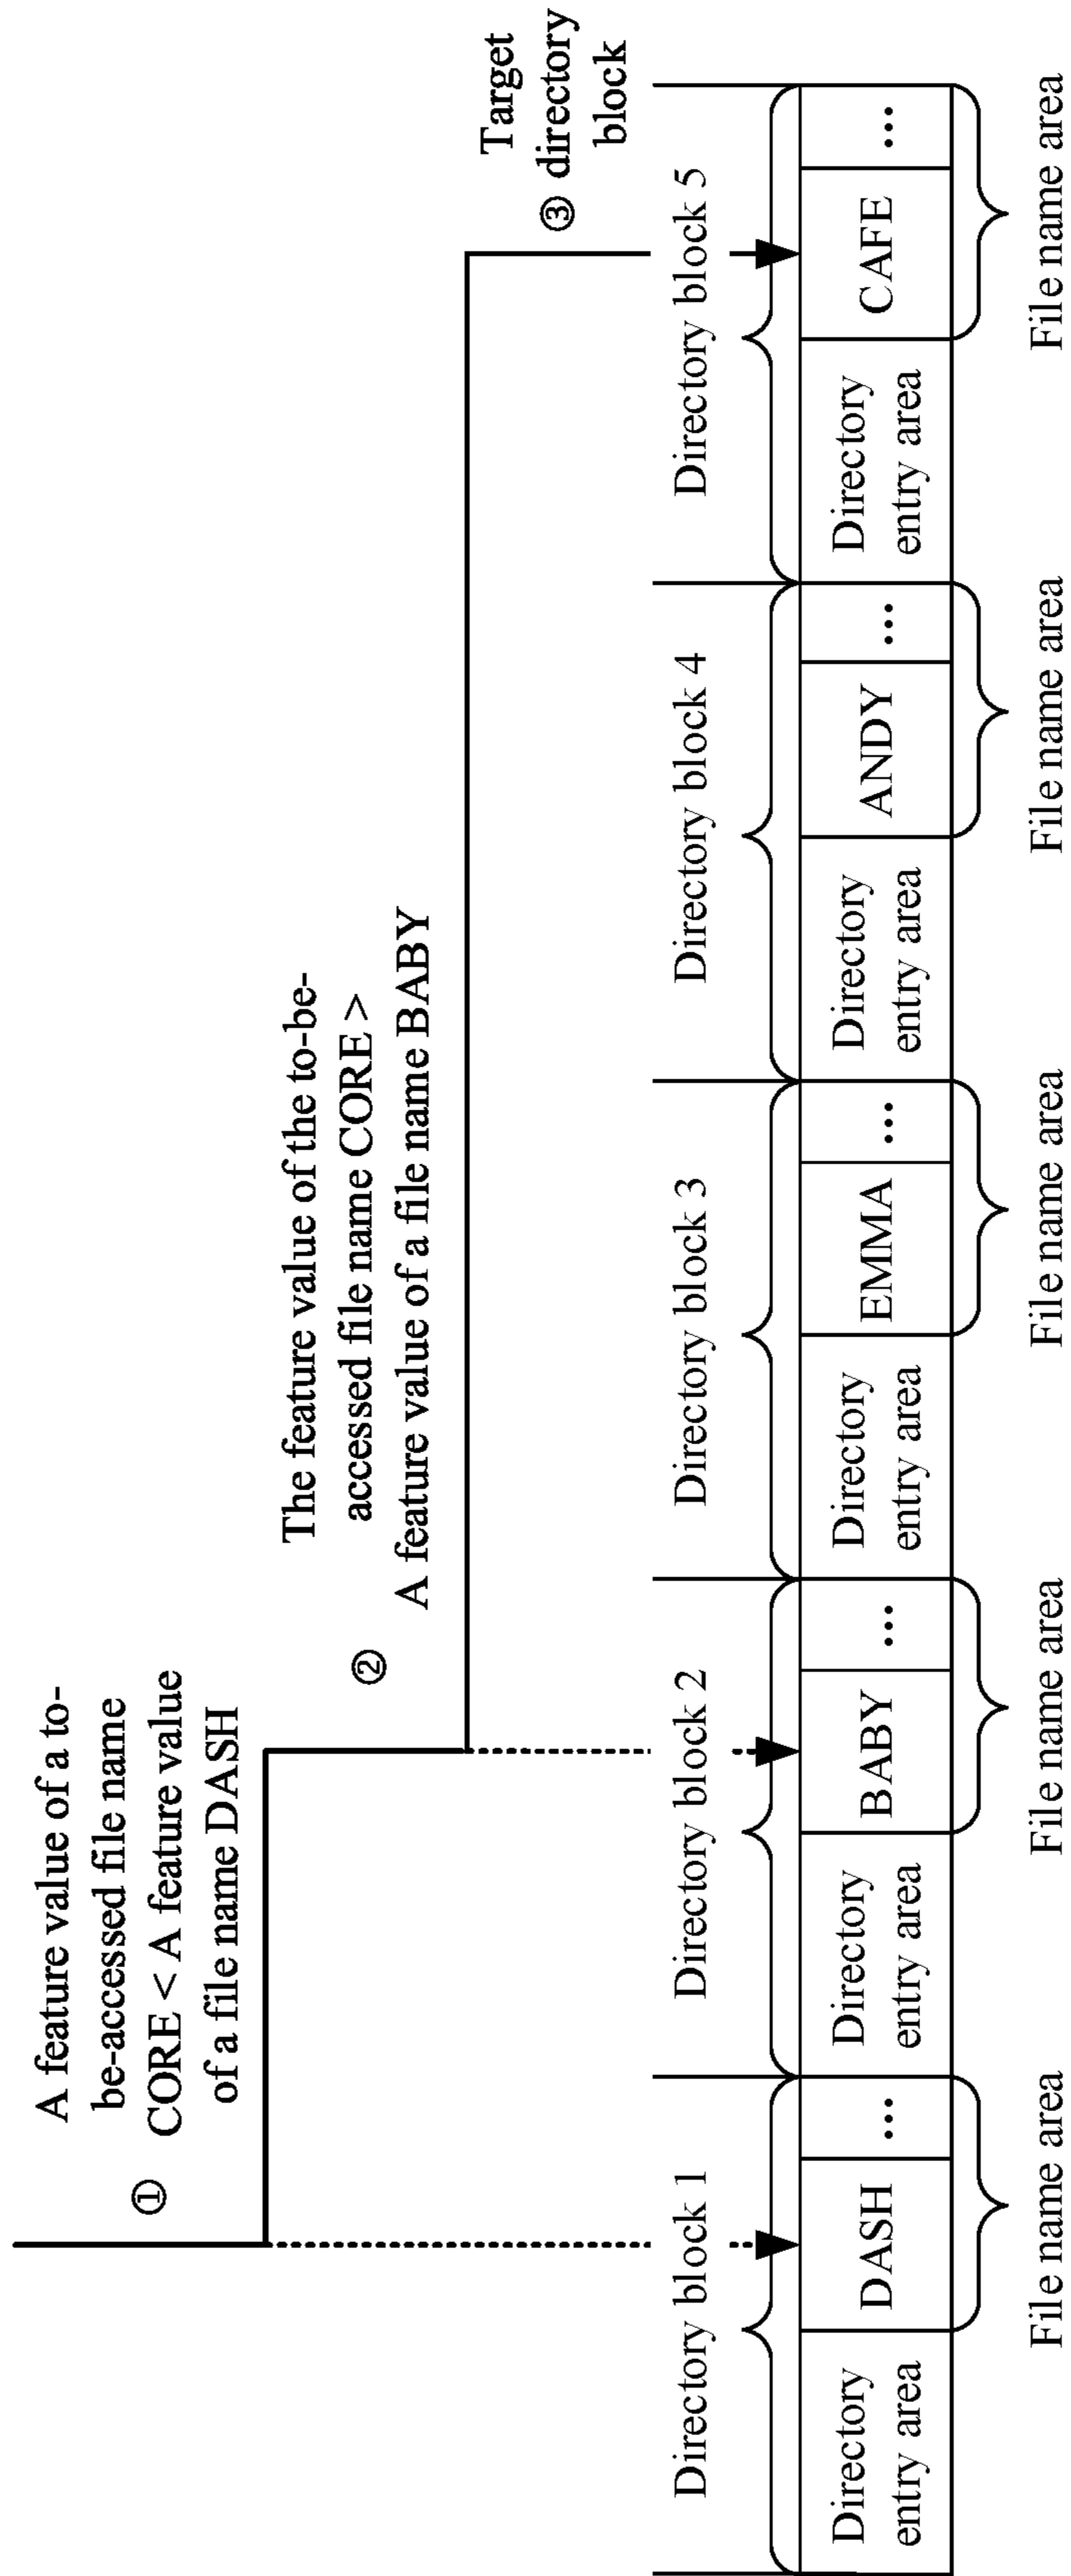 A feature value of a to-
be-accessed file name
① CORE < A feature value
of a file name DASH
The feature value of the to-be-
② accessed file name CORE >
A feature value of a file name BABY
Target
③ directory
block
Directory block 1
Directory block 2
Directory block 3
Directory block 4
Directory block 5
Directory
entry area
DASH
...
Directory
entry area
BABY
...
Directory
entry area
EMMA
...
Directory
entry area
ANDY
...
Directory
entry area
CAFE
...
File name area
File name area
File name area
File name area
File name area